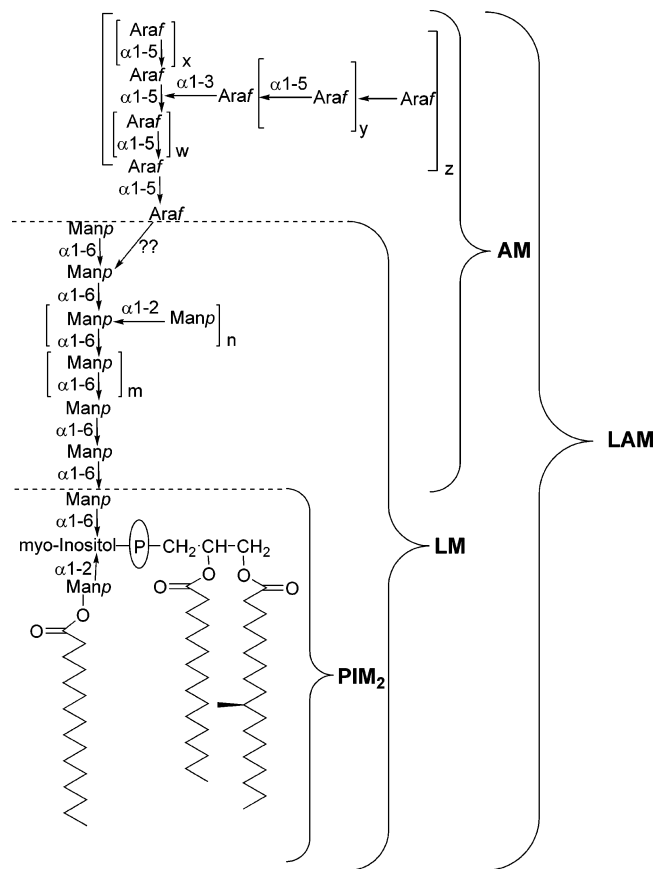 Araf
α1-5
x
Araf
α1-3
α1-5
Araf
α1-5
Araf
Araf
y
z
Araf
α1-5
w
Araf
α1-5
Araf
??
AM
Manp
α1-6
Manp
α1-6
Manp
α1-2
Manp
n
α1-6
Manp
α1-6
m
Manp
α1-6
Manp
α1-6
LAM
Manp
α1-6
myo-Inositol
P
CH2
CH
CH2
LM
α1-2
Manp
O
O
O
O
O
O
PIM2